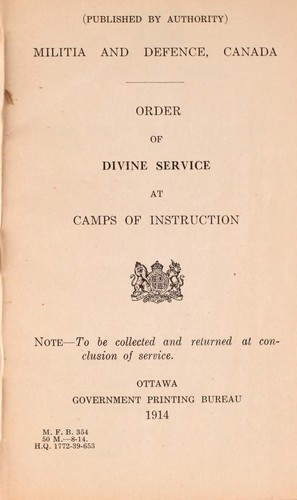 (PUBLISHED BY AUTHORITY)
MILITIA AND DEFENCE, CANADA
ORDER
OF
DIVINE SERVICE
AT
CAMPS OF INSTRUCTION
NOTE—To be collected and returned at con-
clusion of service.
OTTAWA
GOVERNMENT PRINTING BUREAU
1914
M. F. B. 354
50 M.—8-14.
H.Q. 1772-39-653